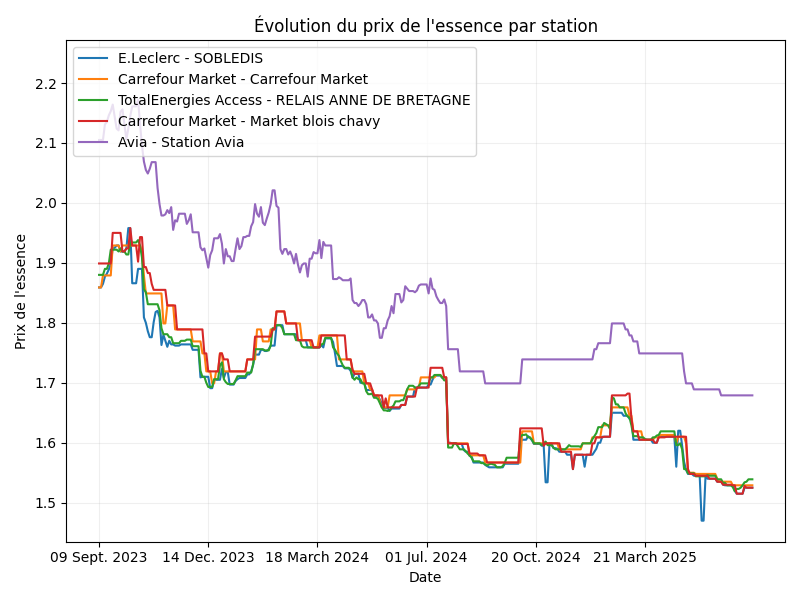 Évolution du prix de l'essence par station
E.Leclerc - SOBLEDIS
Carrefour Market - Carrefour Market
TotalEnergies Access - RELAIS ANNE DE BRETAGNE
Carrefour Market - Market blois chavy
Avia - Station Avia
Prix de l'essence
2.2
2.1
2.0
1.9
1.8
1.7
1.6
1.5
09 Sept. 2023
14 Dec. 2023
18 March 2024
01 Jul. 2024
20 Oct. 2024
21 March 2025
Date